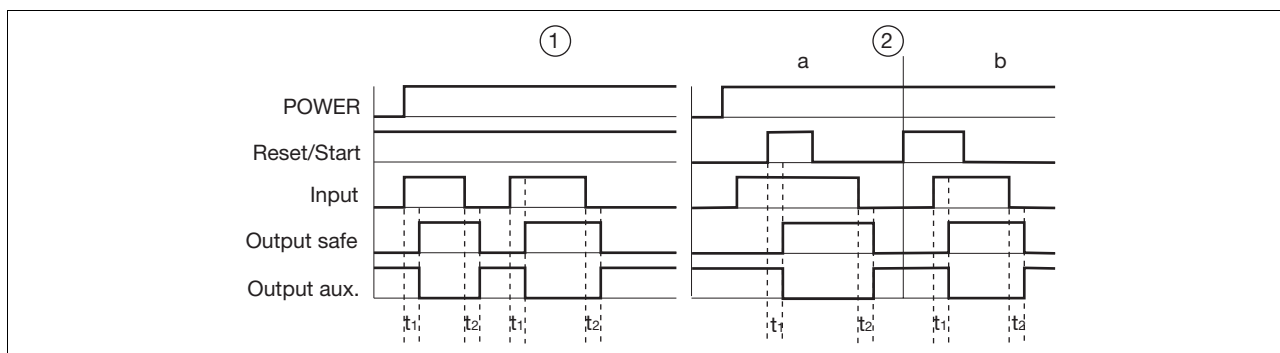 1 2
a b
POWER
Reset/Start
Input
Output safe
Output aux.
t1 t2 t1 t2 t1 t2 t1 t2